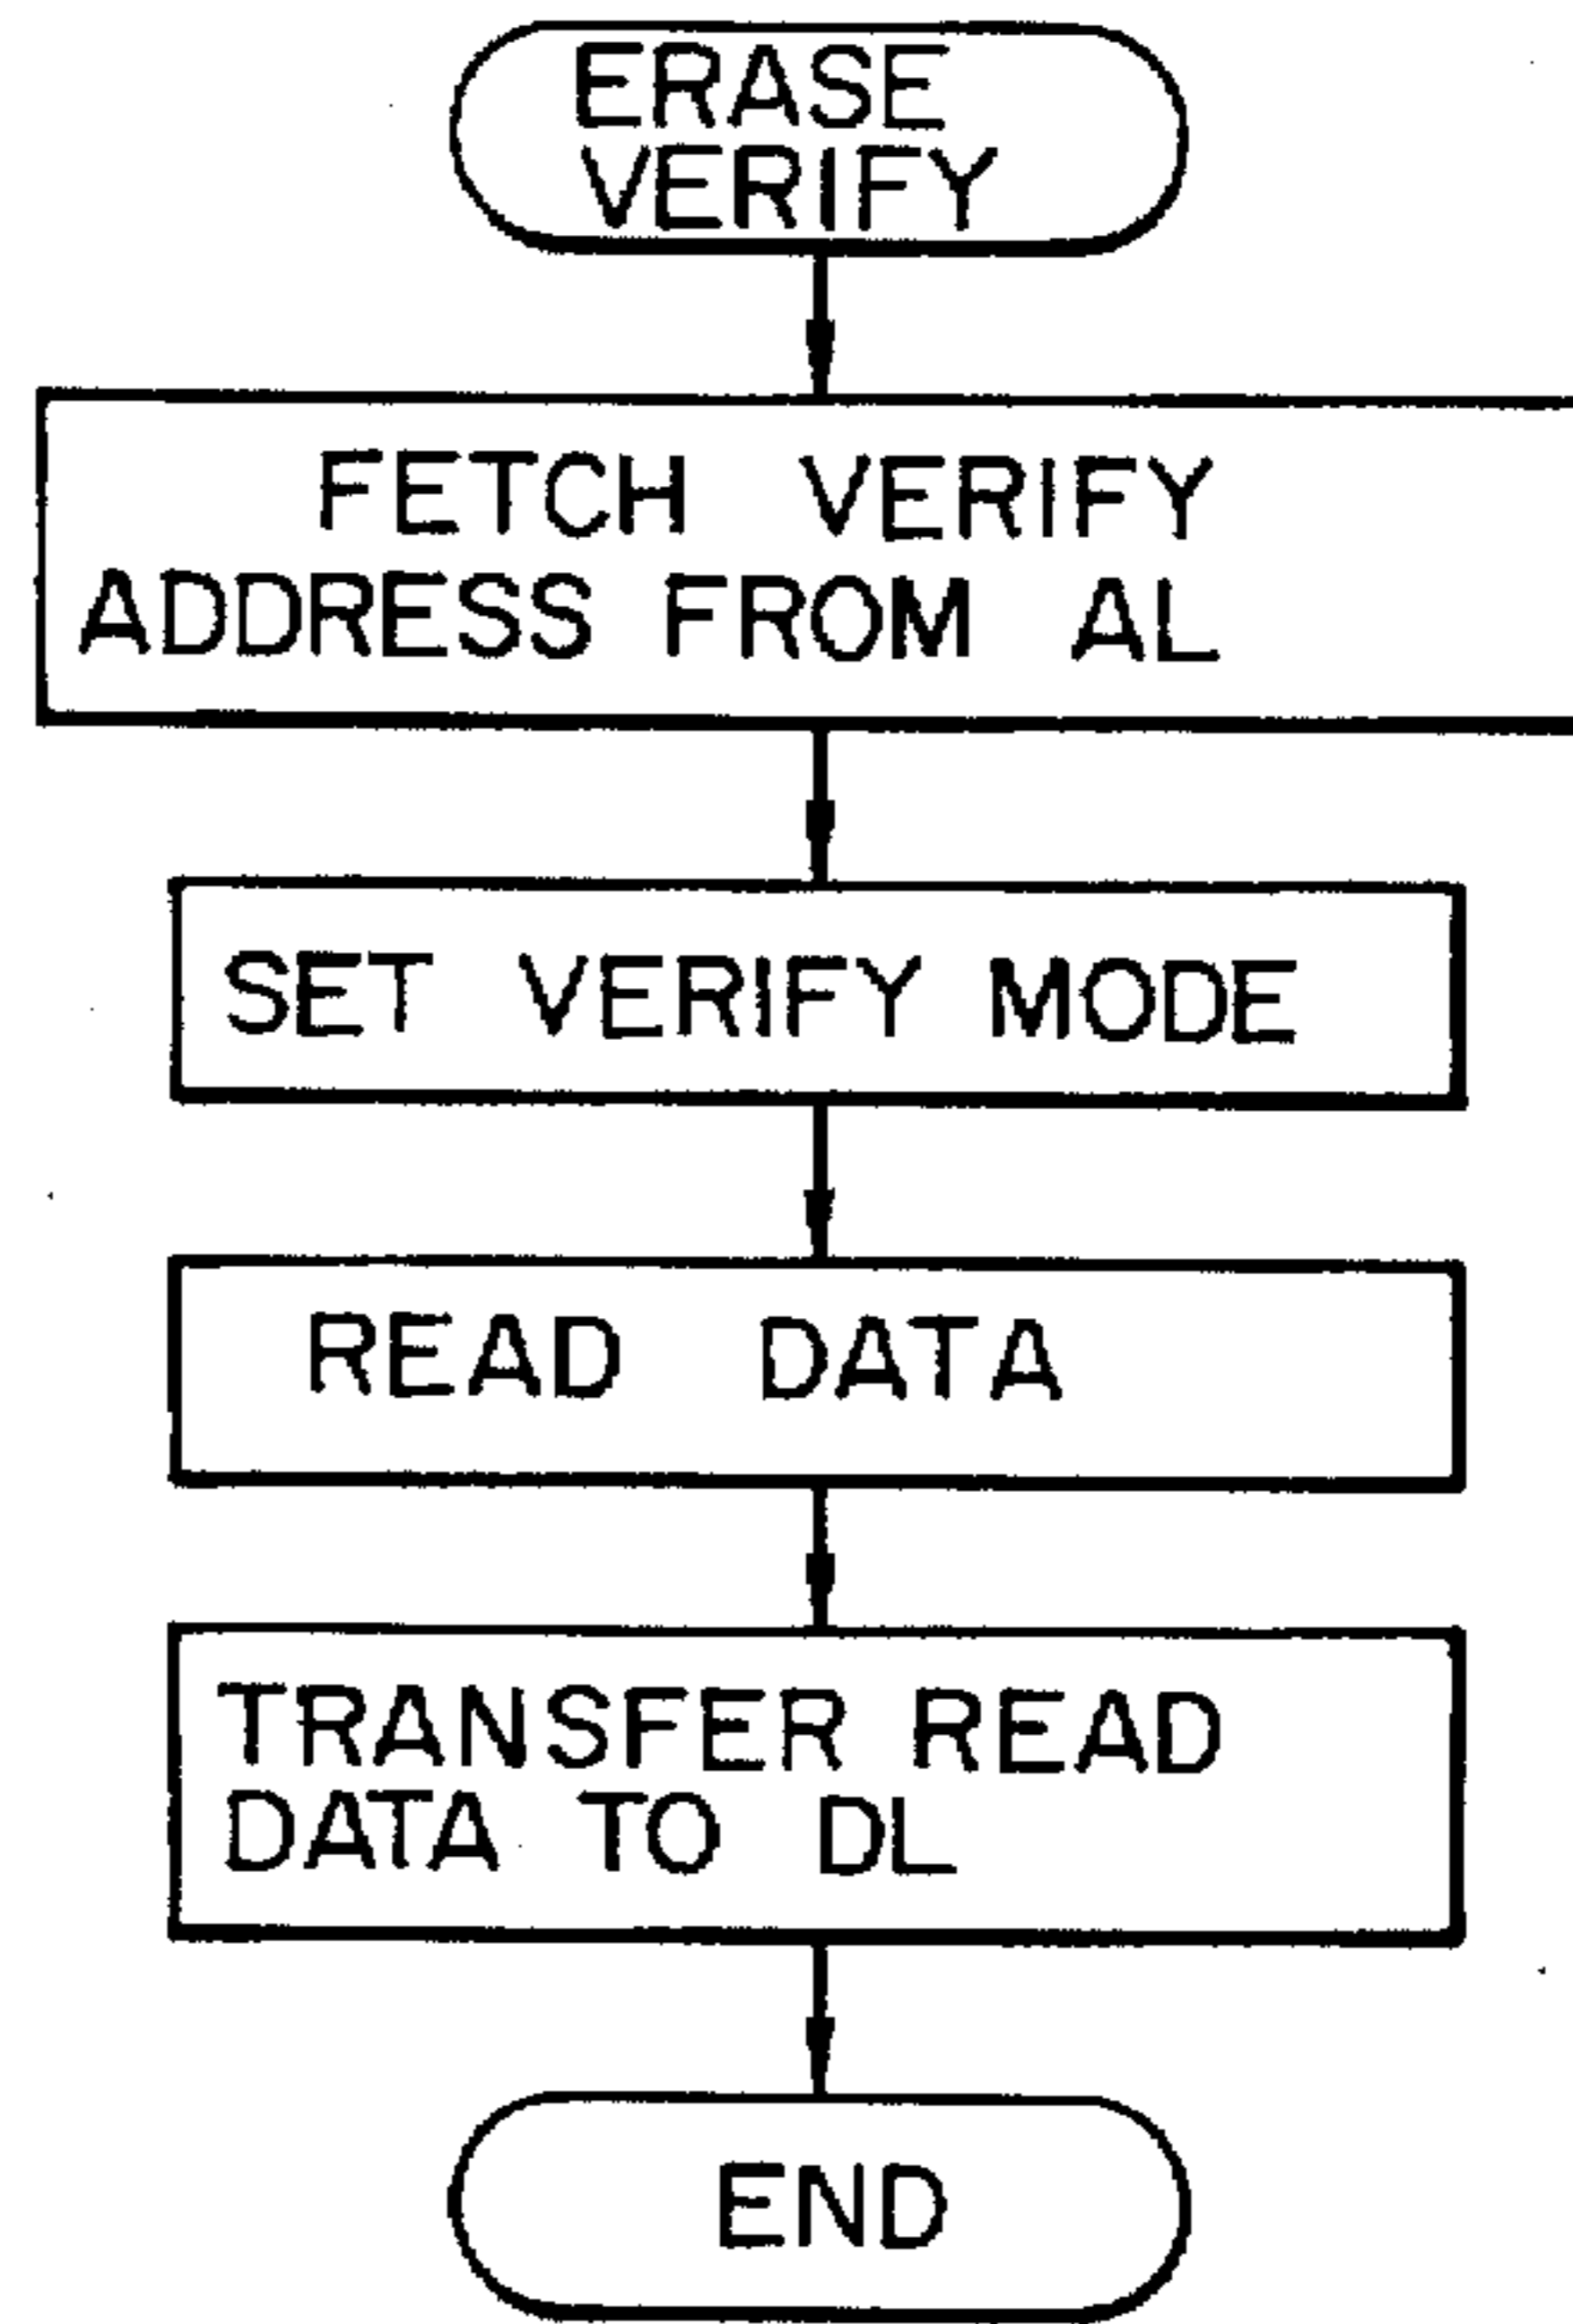 ERASE
VERIFY
FETCH VERIFY
ADDRESS FROM AL
SET VERIFY MODE
READ DATA
TRANSFER READ
DATA TO DL
END